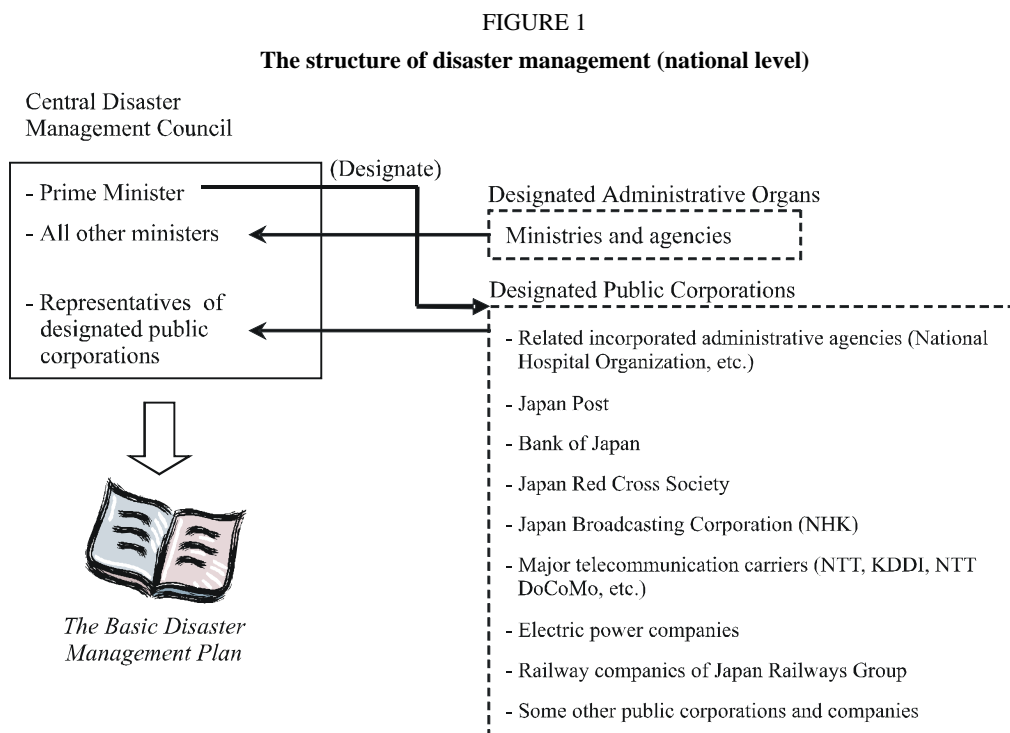 FIGURE 1
The structure of disaster management (national level)
Central Disaster
Management Council
(Designate)
- Prime Minister
- All other ministers
- Representatives of
designated public
corporations
Designated Administrative Organs
Ministries and agencies
Designated Public Corporations
- Related incorporated administrative agencies (National
Hospital Organization, etc.)
- Japan Post
- Bank of Japan
- Japan Red Cross Society
- Japan Broadcasting Corporation (NHK)
- Major telecommunication carriers (NTT, KDDI, NTT
DoCoMo, etc.)
- Electric power companies
- Railway companics of Japan Railways Group
- Some other public corporations and companies
The Basic Disaster
Management Plan